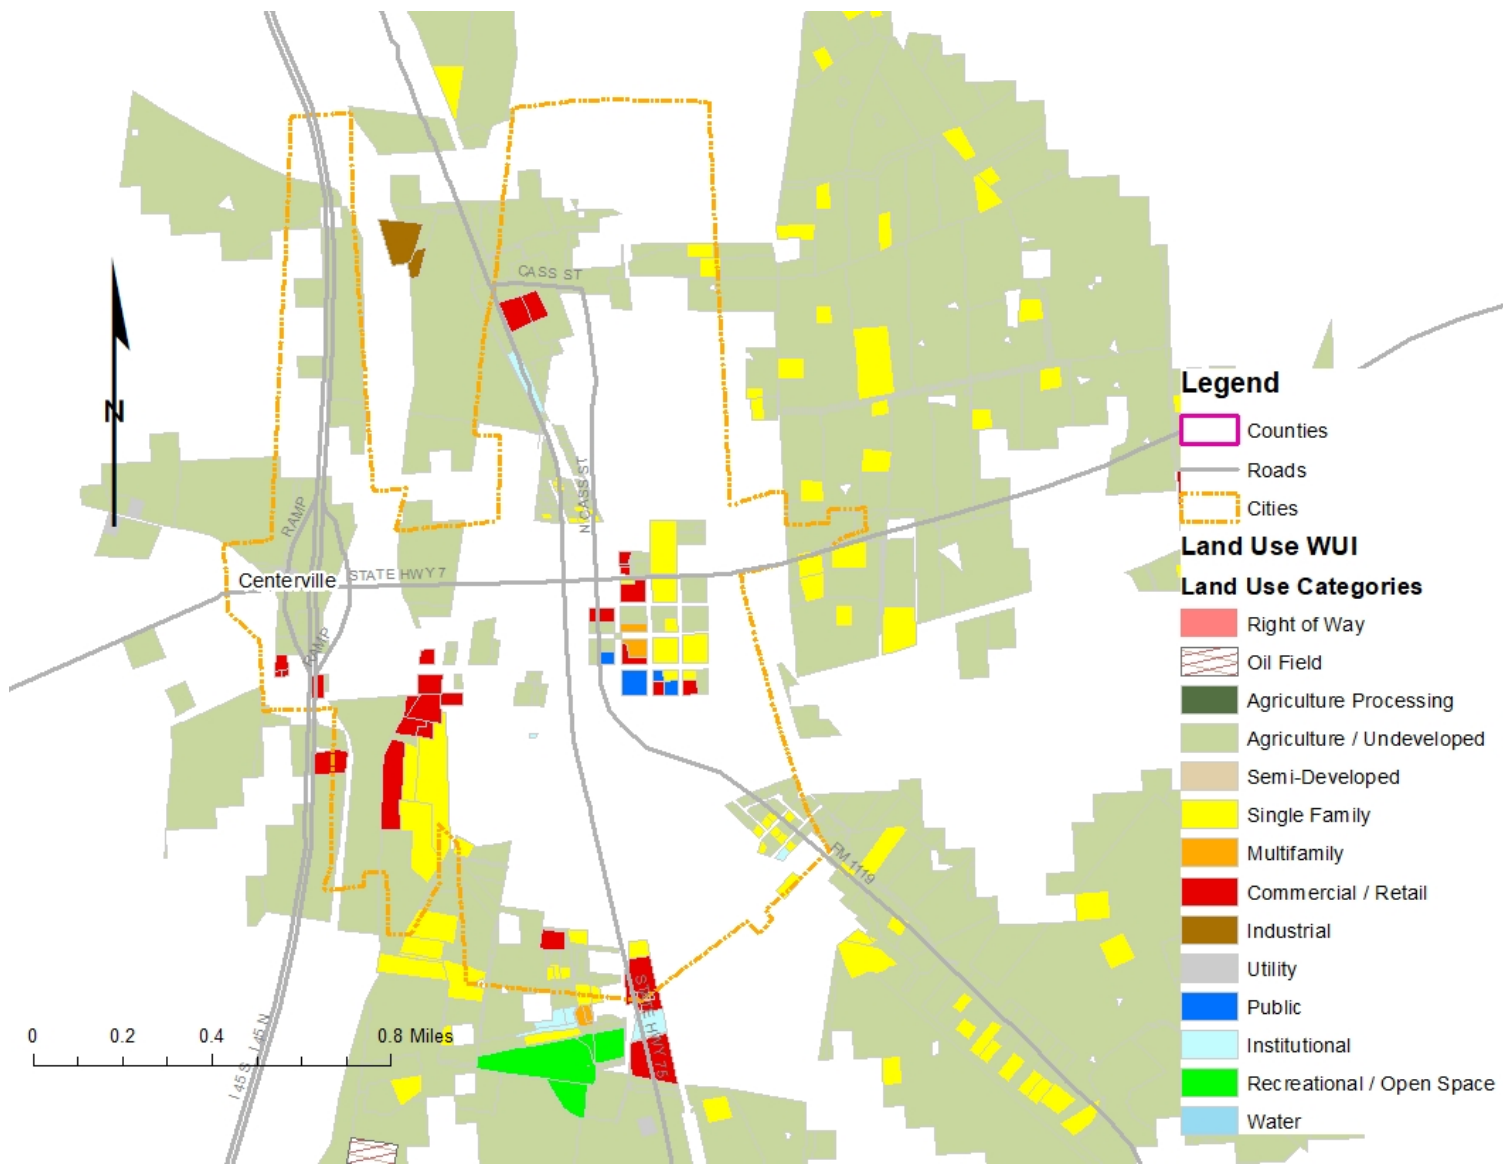 CASS ST
N
N CASS ST
RAMP
STATE HWY 7
Centerville
RAMP
FM 1119
STATE HWY 75
I 45 S I 45 N
0 0.2 0.4 0.8 Miles
Legend
Counties
Roads
Cities
Land Use WUI
Land Use Categories
Right of Way
Oil Field
Agriculture Processing
Agriculture / Undeveloped
Semi-Developed
Single Family
Multifamily
Commercial / Retail
Industrial
Utility
Public
Institutional
Recreational / Open Space
Water